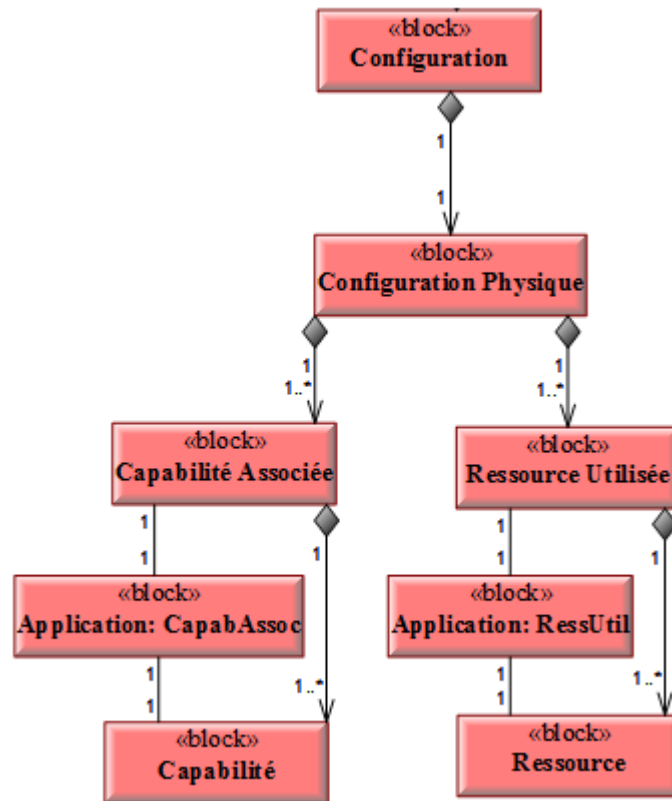 «block»
Configuration
1
1
«block»
Configuration Physique
1
1..*
1
1..*
«block»
Capabilité Associée
«block»
Ressource Utilisée
1
1
1
1
1
1
«block»
Application: CapabAssoc
«block»
Application: RessUtil
1
1
1..*
1
1
1..*
«block»
Capabilité
«block»
Ressource